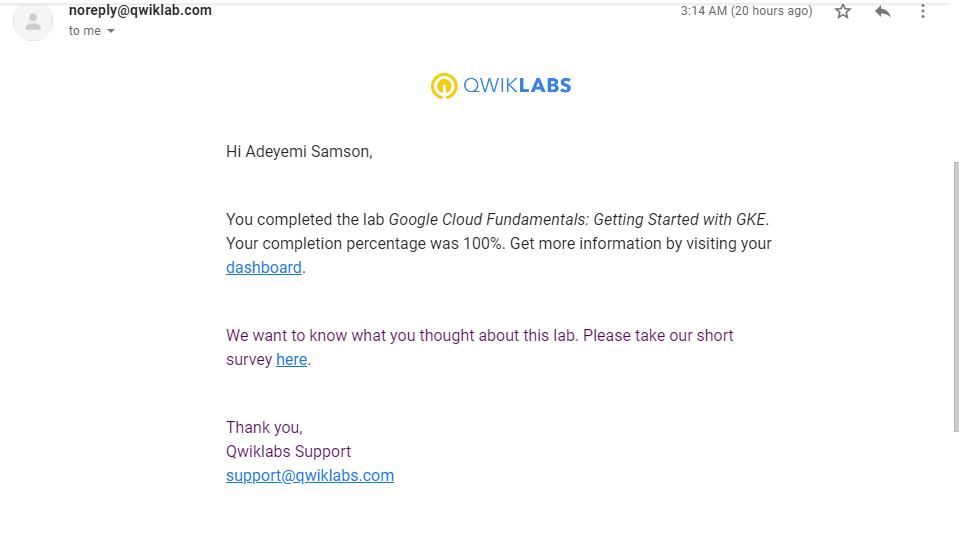 noreply@qwiklab.com
3:14 AM (20 hours ago)
to me
QWIKLABS
Hi Adeyemi Samson,
You completed the lab Google Cloud Fundamentals: Getting Started with GKE.
Your completion percentage was 100%. Get more information by visiting your
dashboard.
We want to know what you thought about this lab. Please take our short
survey here.
Thank you,
Qwiklabs Support
support@qwiklabs.com